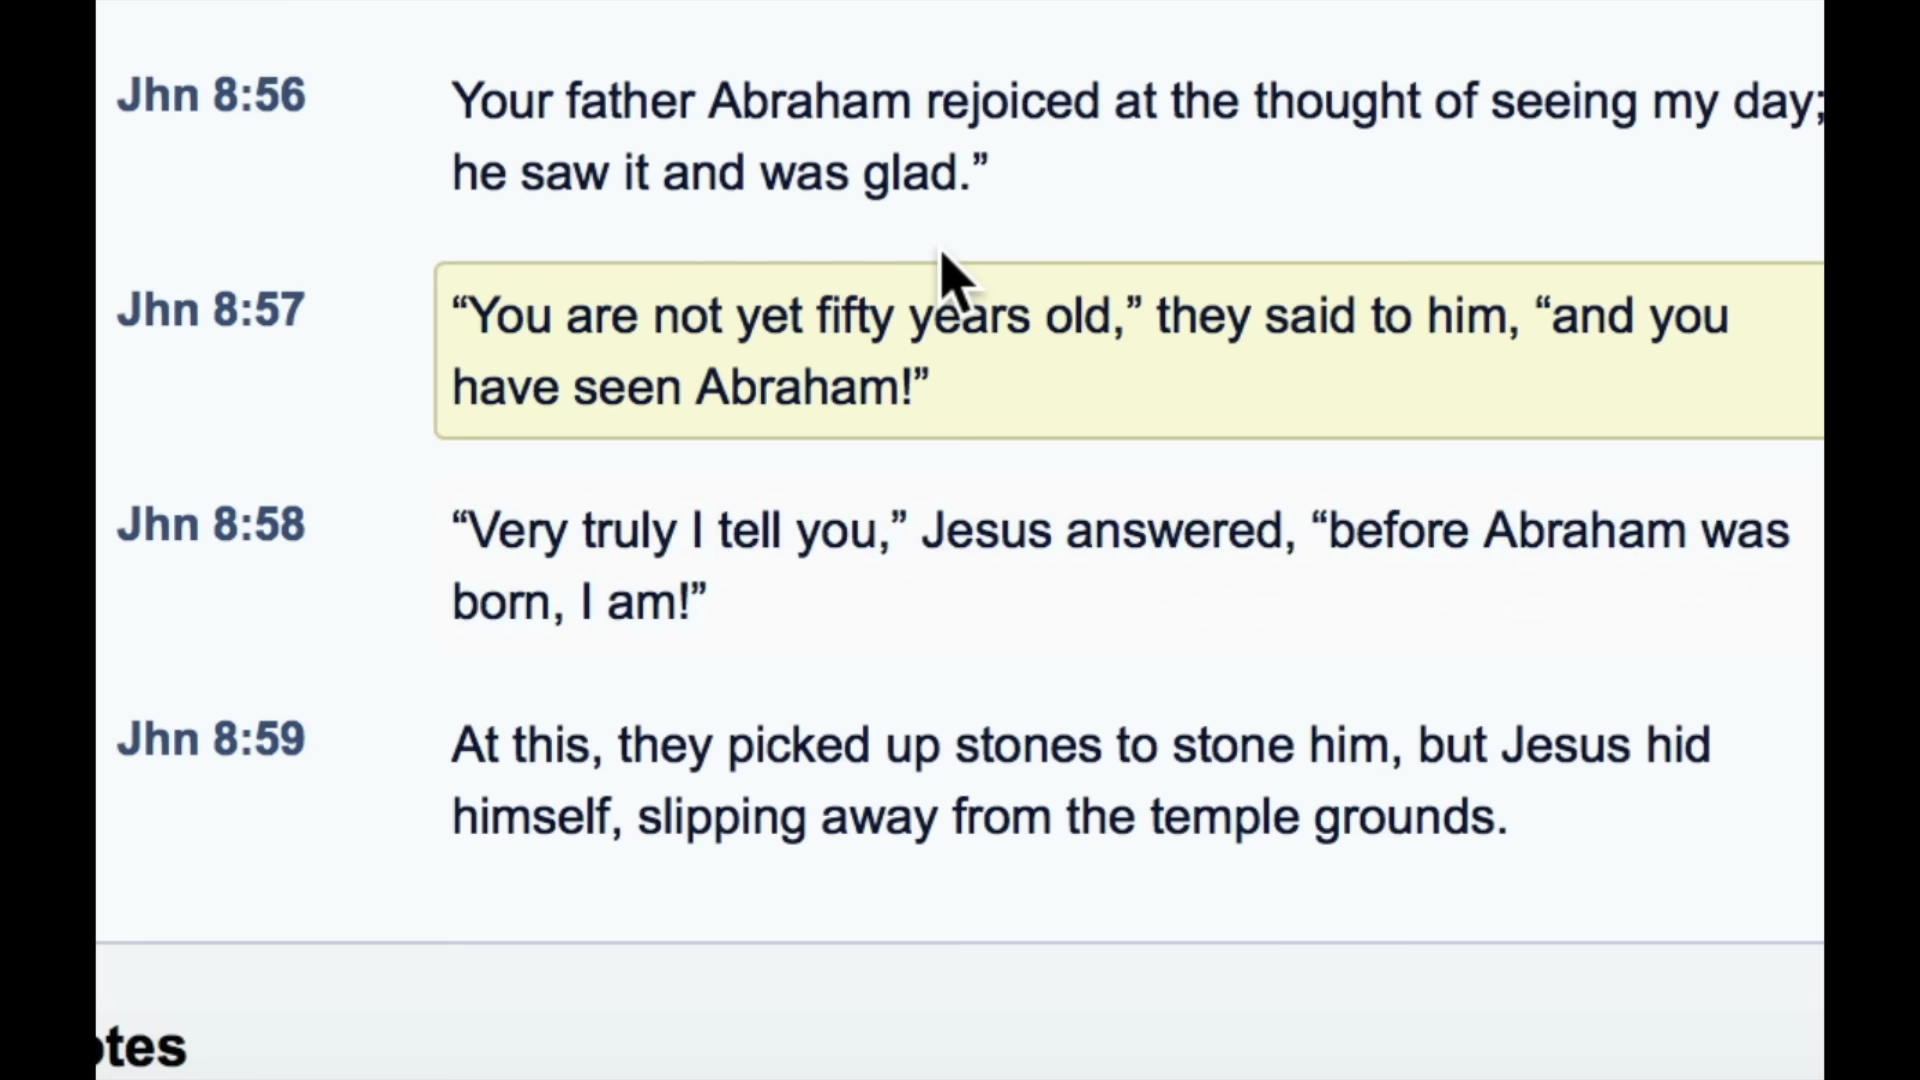 Jhn 8:56
Your father Abraham rejoiced at the thought of seeing my day;
he saw it and was glad.”
Jhn 8:57
“You are not yet fifty years old,” they said to him, “and you
have seen Abraham!”
Jhn 8:58
“Very truly I tell you,” Jesus answered, “before Abraham was
born, I am!”
Jhn 8:59
At this, they picked up stones to stone him, but Jesus hid
himself, slipping away from the temple grounds.
otes